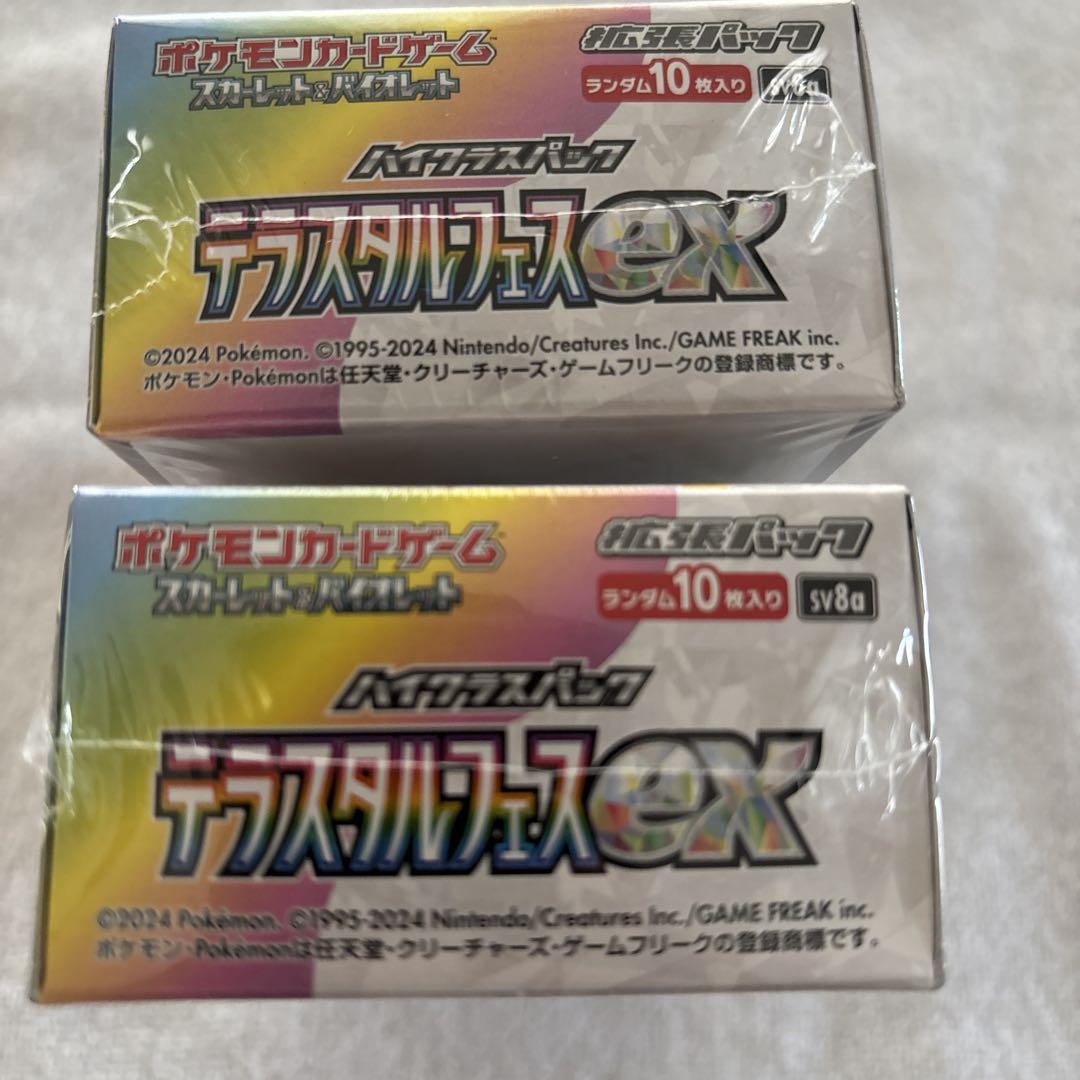 ポケモンカードゲーム
スカーレット&バイオレット
拡張パック
ランダム10枚入り
sv8a
ハイクラスパック
テラスタルフェスex
©2024 Pokémon. ©1995-2024 Nintendo/Creatures Inc./GAME FREAK inc.
ポケモン・Pokémonは任天堂・クリーチャーズ・ゲームフリークの登録商標です。
ポケモンカードゲーム
スカーレット&バイオレット
拡張パック
ランダム10枚入り
sv8a
ハイクラスパック
テラスタルフェスex
©2024 Pokémon. ©1995-2024 Nintendo/Creatures Inc./GAME FREAK inc.
ポケモン・Pokémonは任天堂・クリーチャーズ・ゲームフリークの登録商標です。